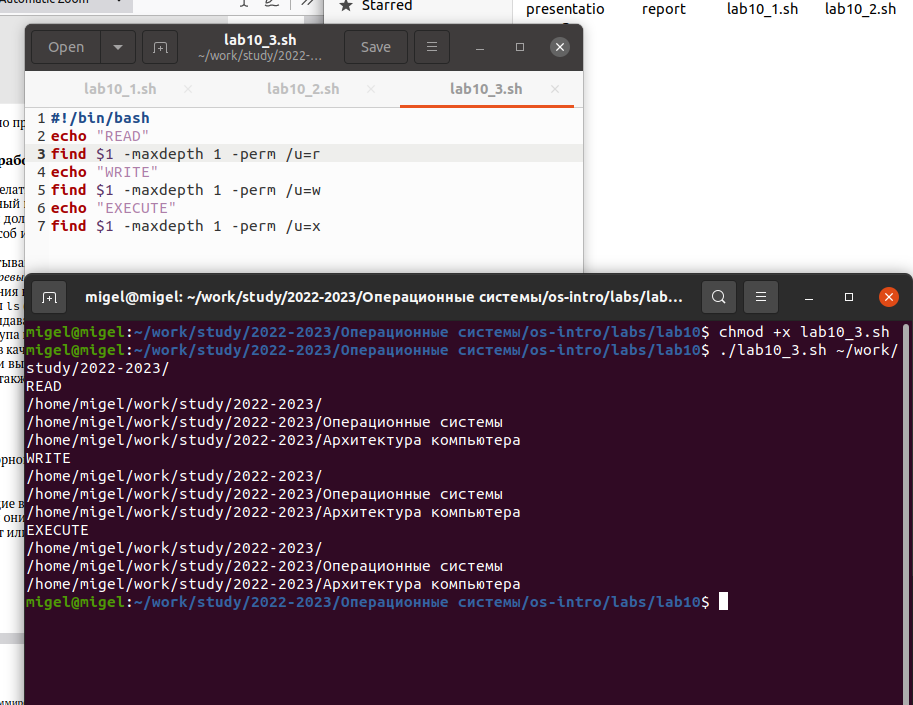 Automatic Zoom
Starred
presentatio
report
lab10_1.sh
lab10_2.sh
Open
lab10_3.sh
~/work/study/2022-...
Save
lab10_1.sh
lab10_2.sh
lab10_3.sh
1 #!/bin/bash
2 echo "READ"
3 find $1 -maxdepth 1 -perm /u=r
4 echo "WRITE"
5 find $1 -maxdepth 1 -perm /u=w
6 echo "EXECUTE"
7 find $1 -maxdepth 1 -perm /u=x
migel@migel: ~/work/study/2022-2023/Операционные системы/os-intro/labs/lab...
migel@migel:~/work/study/2022-2023/Операционные системы/os-intro/labs/lab10$ chmod +x lab10_3.sh
migel@migel:~/work/study/2022-2023/Операционные системы/os-intro/labs/lab10$ ./lab10_3.sh ~/work/
study/2022-2023/
READ
/home/migel/work/study/2022-2023/
/home/migel/work/study/2022-2023/Операционные системы
/home/migel/work/study/2022-2023/Архитектура компьютера
WRITE
/home/migel/work/study/2022-2023/
/home/migel/work/study/2022-2023/Операционные системы
/home/migel/work/study/2022-2023/Архитектура компьютера
EXECUTE
/home/migel/work/study/2022-2023/
/home/migel/work/study/2022-2023/Операционные системы
/home/migel/work/study/2022-2023/Архитектура компьютера
migel@migel:~/work/study/2022-2023/Операционные системы/os-intro/labs/lab10$